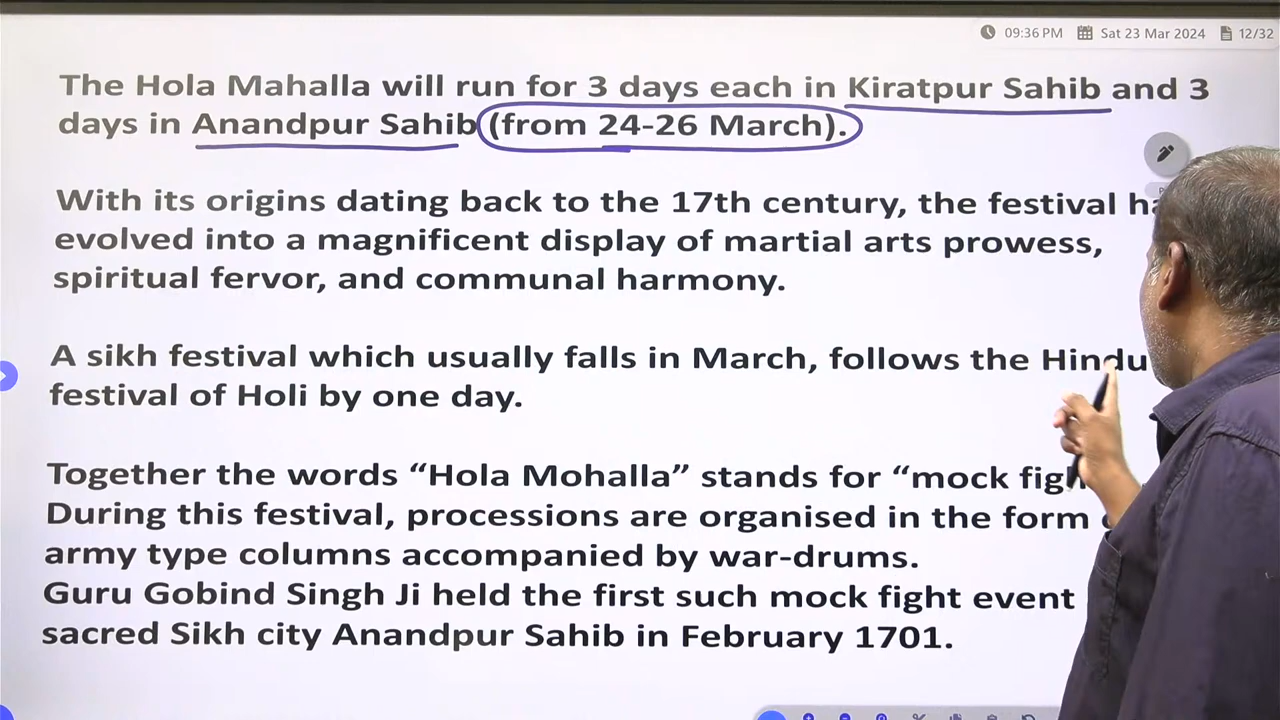 09:36 PM Sat 23 Mar 2024 12/32
The Hola Mahalla will run for 3 days each in Kiratpur Sahib and 3
days in Anandpur Sahib (from 24-26 March).
With its origins dating back to the 17th century, the festival
evolved into a magnificent display of martial arts prowess,
spiritual fervor, and communal harmony.
A sikh festival which usually falls in March, follows the Hindu
festival of Holi by one day.
Together the words “Hola Mohalla” stands for “mock
During this festival, processions are organised in the form
army type columns accompanied by war-drums.
Guru Gobind Singh Ji held the first such mock fight event
sacred Sikh city Anandpur Sahib in February 1701.